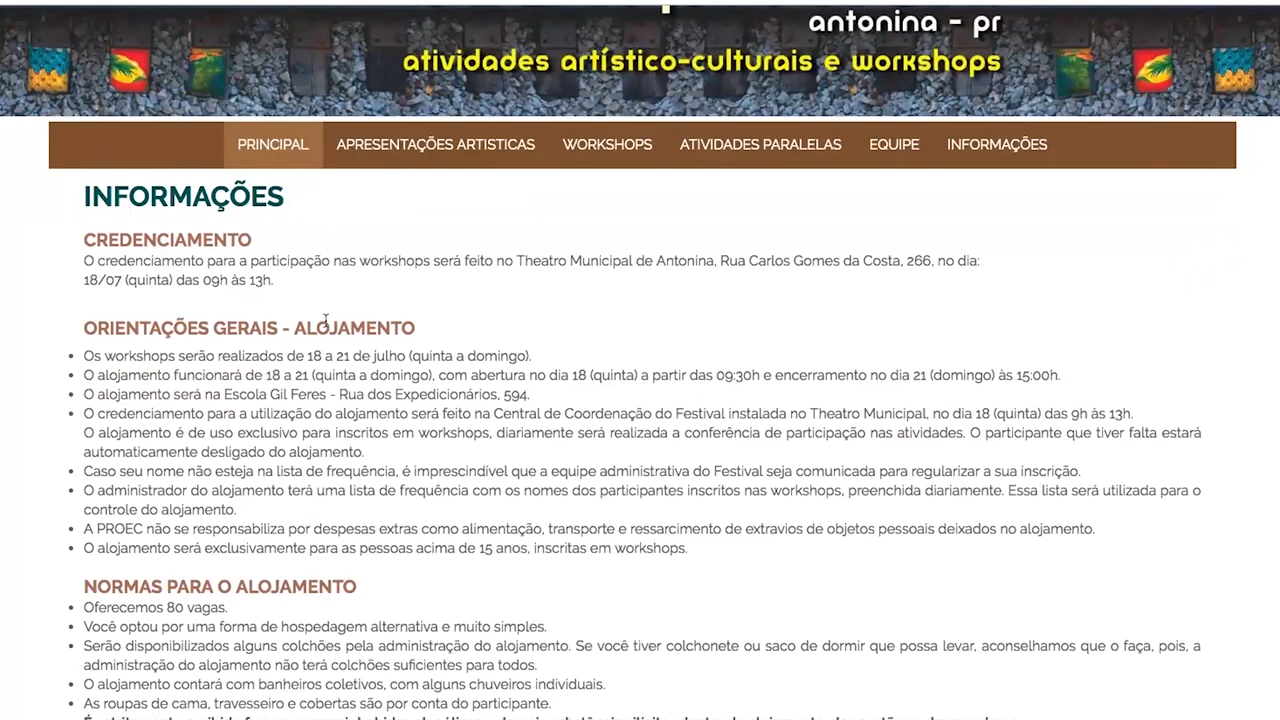 antonina - pr
atividades artístico-culturais e workshops
PRINCIPAL APRESENTAÇÕES ARTISTICAS WORKSHOPS ATIVIDADES PARALELAS EQUIPE INFORMAÇÕES
INFORMAÇÕES
CREDENCIAMENTO
O credenciamento para a participação nas workshops será feito no Theatro Municipal de Antonina, Rua Carlos Gomes da Costa, 266, no dia:
18/07 (quinta) das 09h às 13h.
ORIENTAÇÕES GERAIS - ALOJAMENTO
• Os workshops serão realizados de 18 a 21 de julho (quinta a domingo).
• O alojamento funcionará de 18 a 21 (quinta a domingo), com abertura no dia 18 (quinta) a partir das 09:30h e encerramento no dia 21 (domingo) às 15:00h.
• O alojamento será na Escola Gil Feres - Rua dos Expedicionários, 594.
• O credenciamento para a utilização do alojamento será feito na Central de Coordenação do Festival instalada no Theatro Municipal, no dia 18 (quinta) das 9h às 13h.
O alojamento é de uso exclusivo para inscritos em workshops, diariamente será realizada a conferência de participação nas atividades. O participante que tiver falta estará
automaticamente desligado do alojamento.
• Caso seu nome não esteja na lista de frequência, é imprescindível que a equipe administrativa do Festival seja comunicada para regularizar a sua inscrição.
• O administrador do alojamento terá uma lista de frequência com os nomes dos participantes inscritos nas workshops, preenchida diariamente. Essa lista será utilizada para o
controle do alojamento.
• A PROEC não se responsabiliza por despesas extras como alimentação, transporte e ressarcimento de extravios de objetos pessoais deixados no alojamento.
• O alojamento será exclusivamente para as pessoas acima de 15 anos, inscritas em workshops.
NORMAS PARA O ALOJAMENTO
• Oferecemos 80 vagas.
• Você optou por uma forma de hospedagem alternativa e muito simples.
• Serão disponibilizados alguns colchões pela administração do alojamento. Se você tiver colchonete ou saco de dormir que possa levar, aconselhamos que o faça, pois, a
administração do alojamento não terá colchões suficientes para todos.
• O alojamento contará com banheiros coletivos, com alguns chuveiros individuais.
• As roupas de cama, travesseiro e cobertas são por conta do participante.